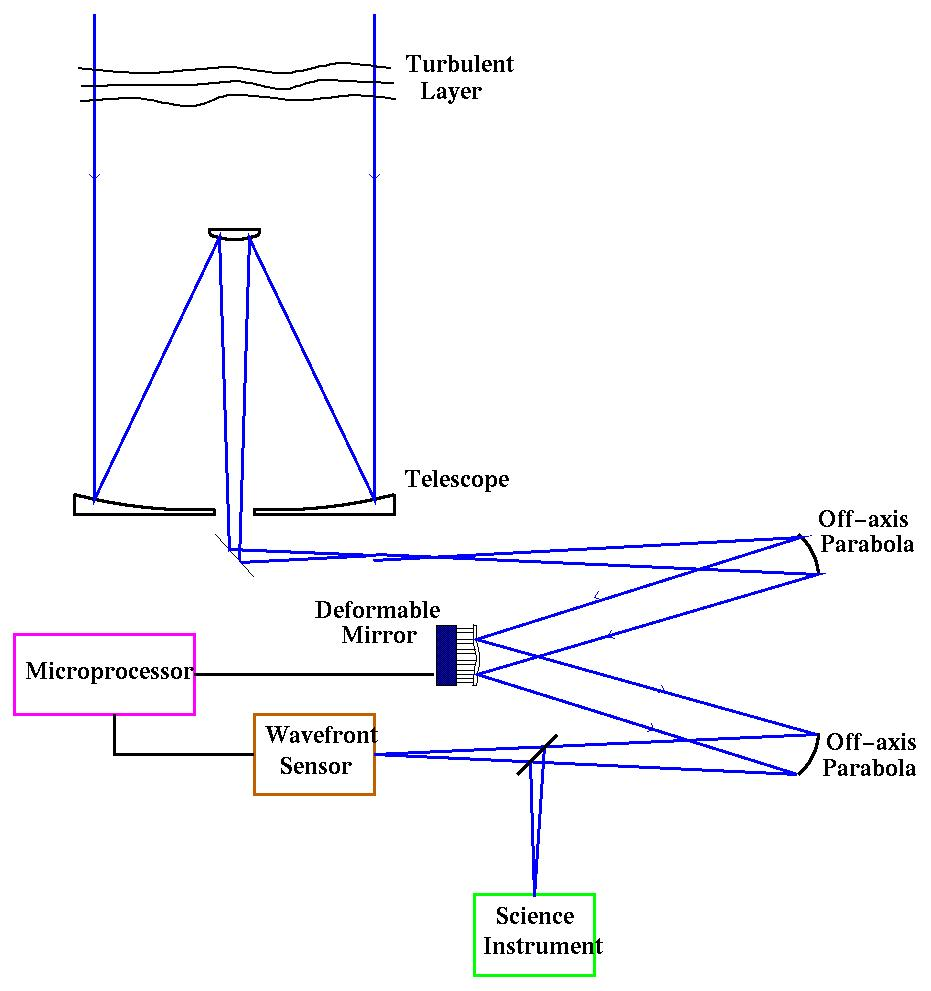 Turbulent
Layer
Telescope
Off-axis
Parabola
Deformable
Mirror
Microprocessor
Wavefront
Sensor
Off-axis
Parabola
Science
Instrument